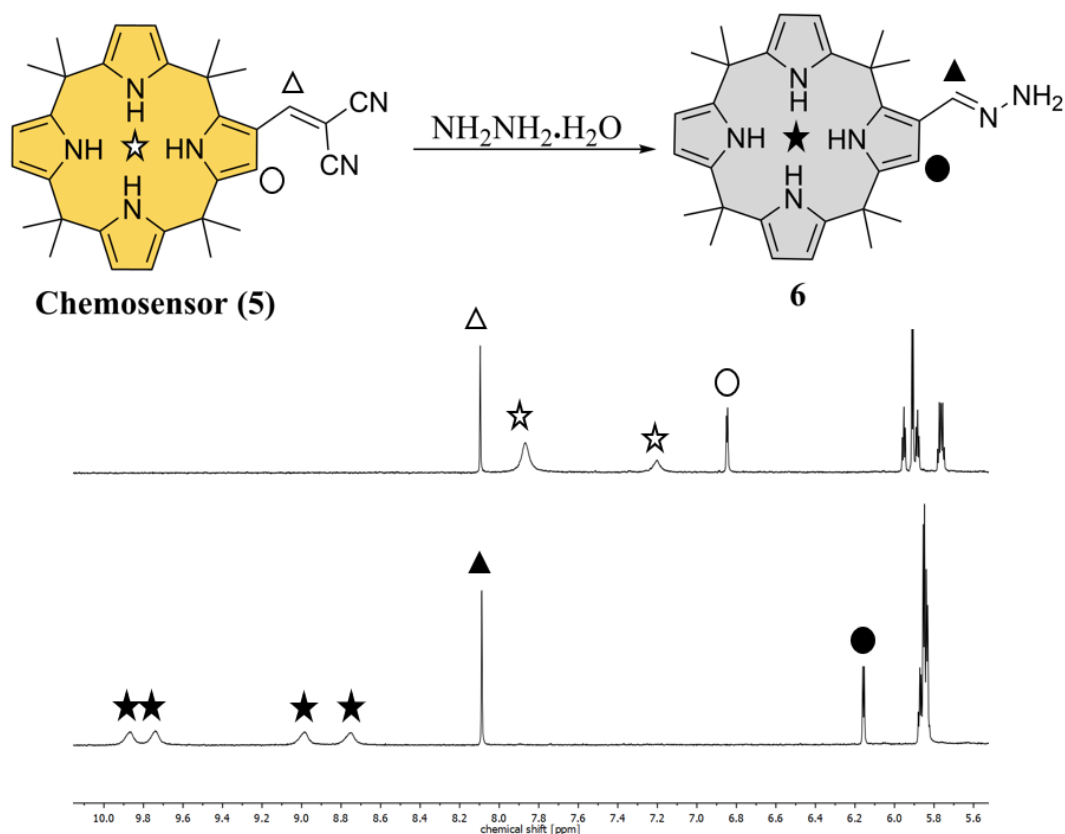 N
H
NH
HN
H
N
CN
CN
NH₂NH₂.H₂O
N
H
NH
HN
H
N
N
NH₂
Chemosensor (5)
6
10.0 9.8 9.6 9.4 9.2 9.0 8.8 8.6 8.4 8.2 8.0 7.8 7.6 7.4 7.2 7.0 6.8 6.6 6.4 6.2 6.0 5.8 5.6
chemical shift [ppm]